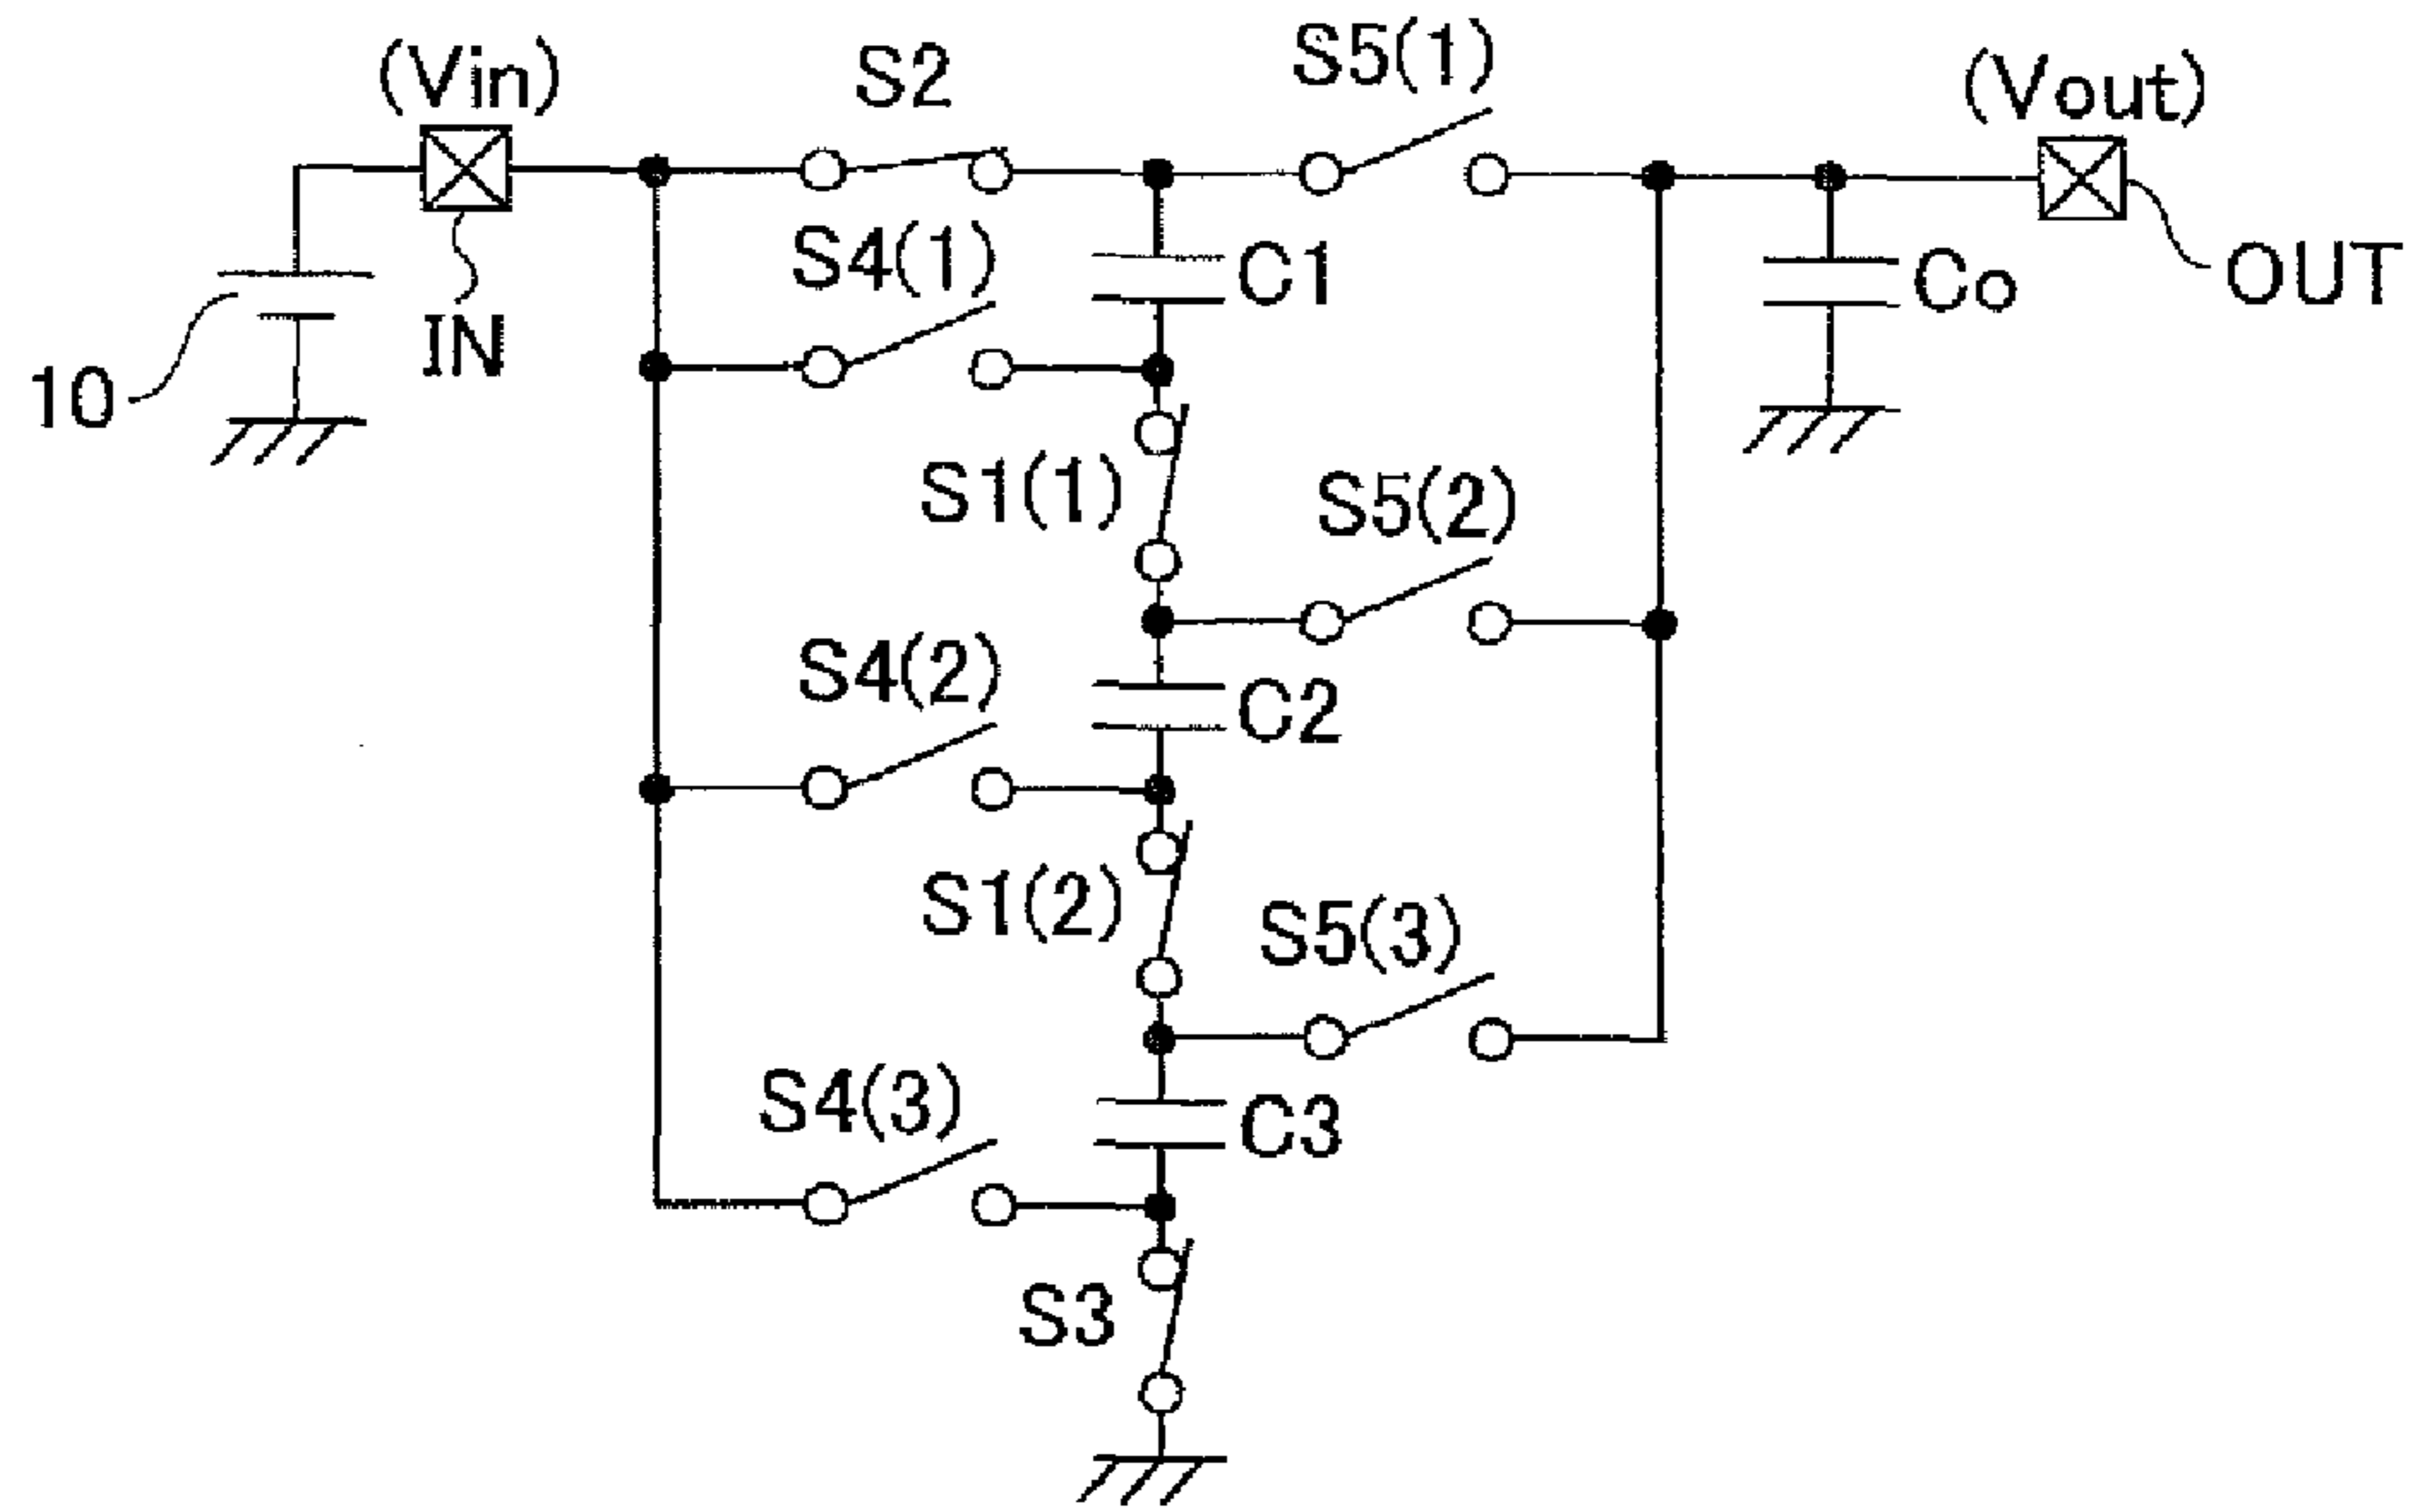 S5(1)
(Vin)
S2
(Vout)
S4(1)
C1
Co
OUT
IN
10
S1(1)
S5(2)
S4(2)
C2
S1(2)
S5(3)
S4(3)
C3
S3